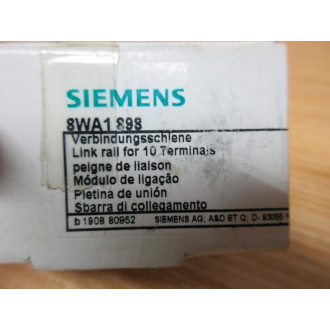 SIEMENS
8WA1 898
Verbindungsschiene
Link rail for 10 Terminals
peigne de liaison
Módulo de ligação
Pletina de unión
Sbarra di collegamento
b 1908 80952 SIEMENS AG; A&D ET Q; D-